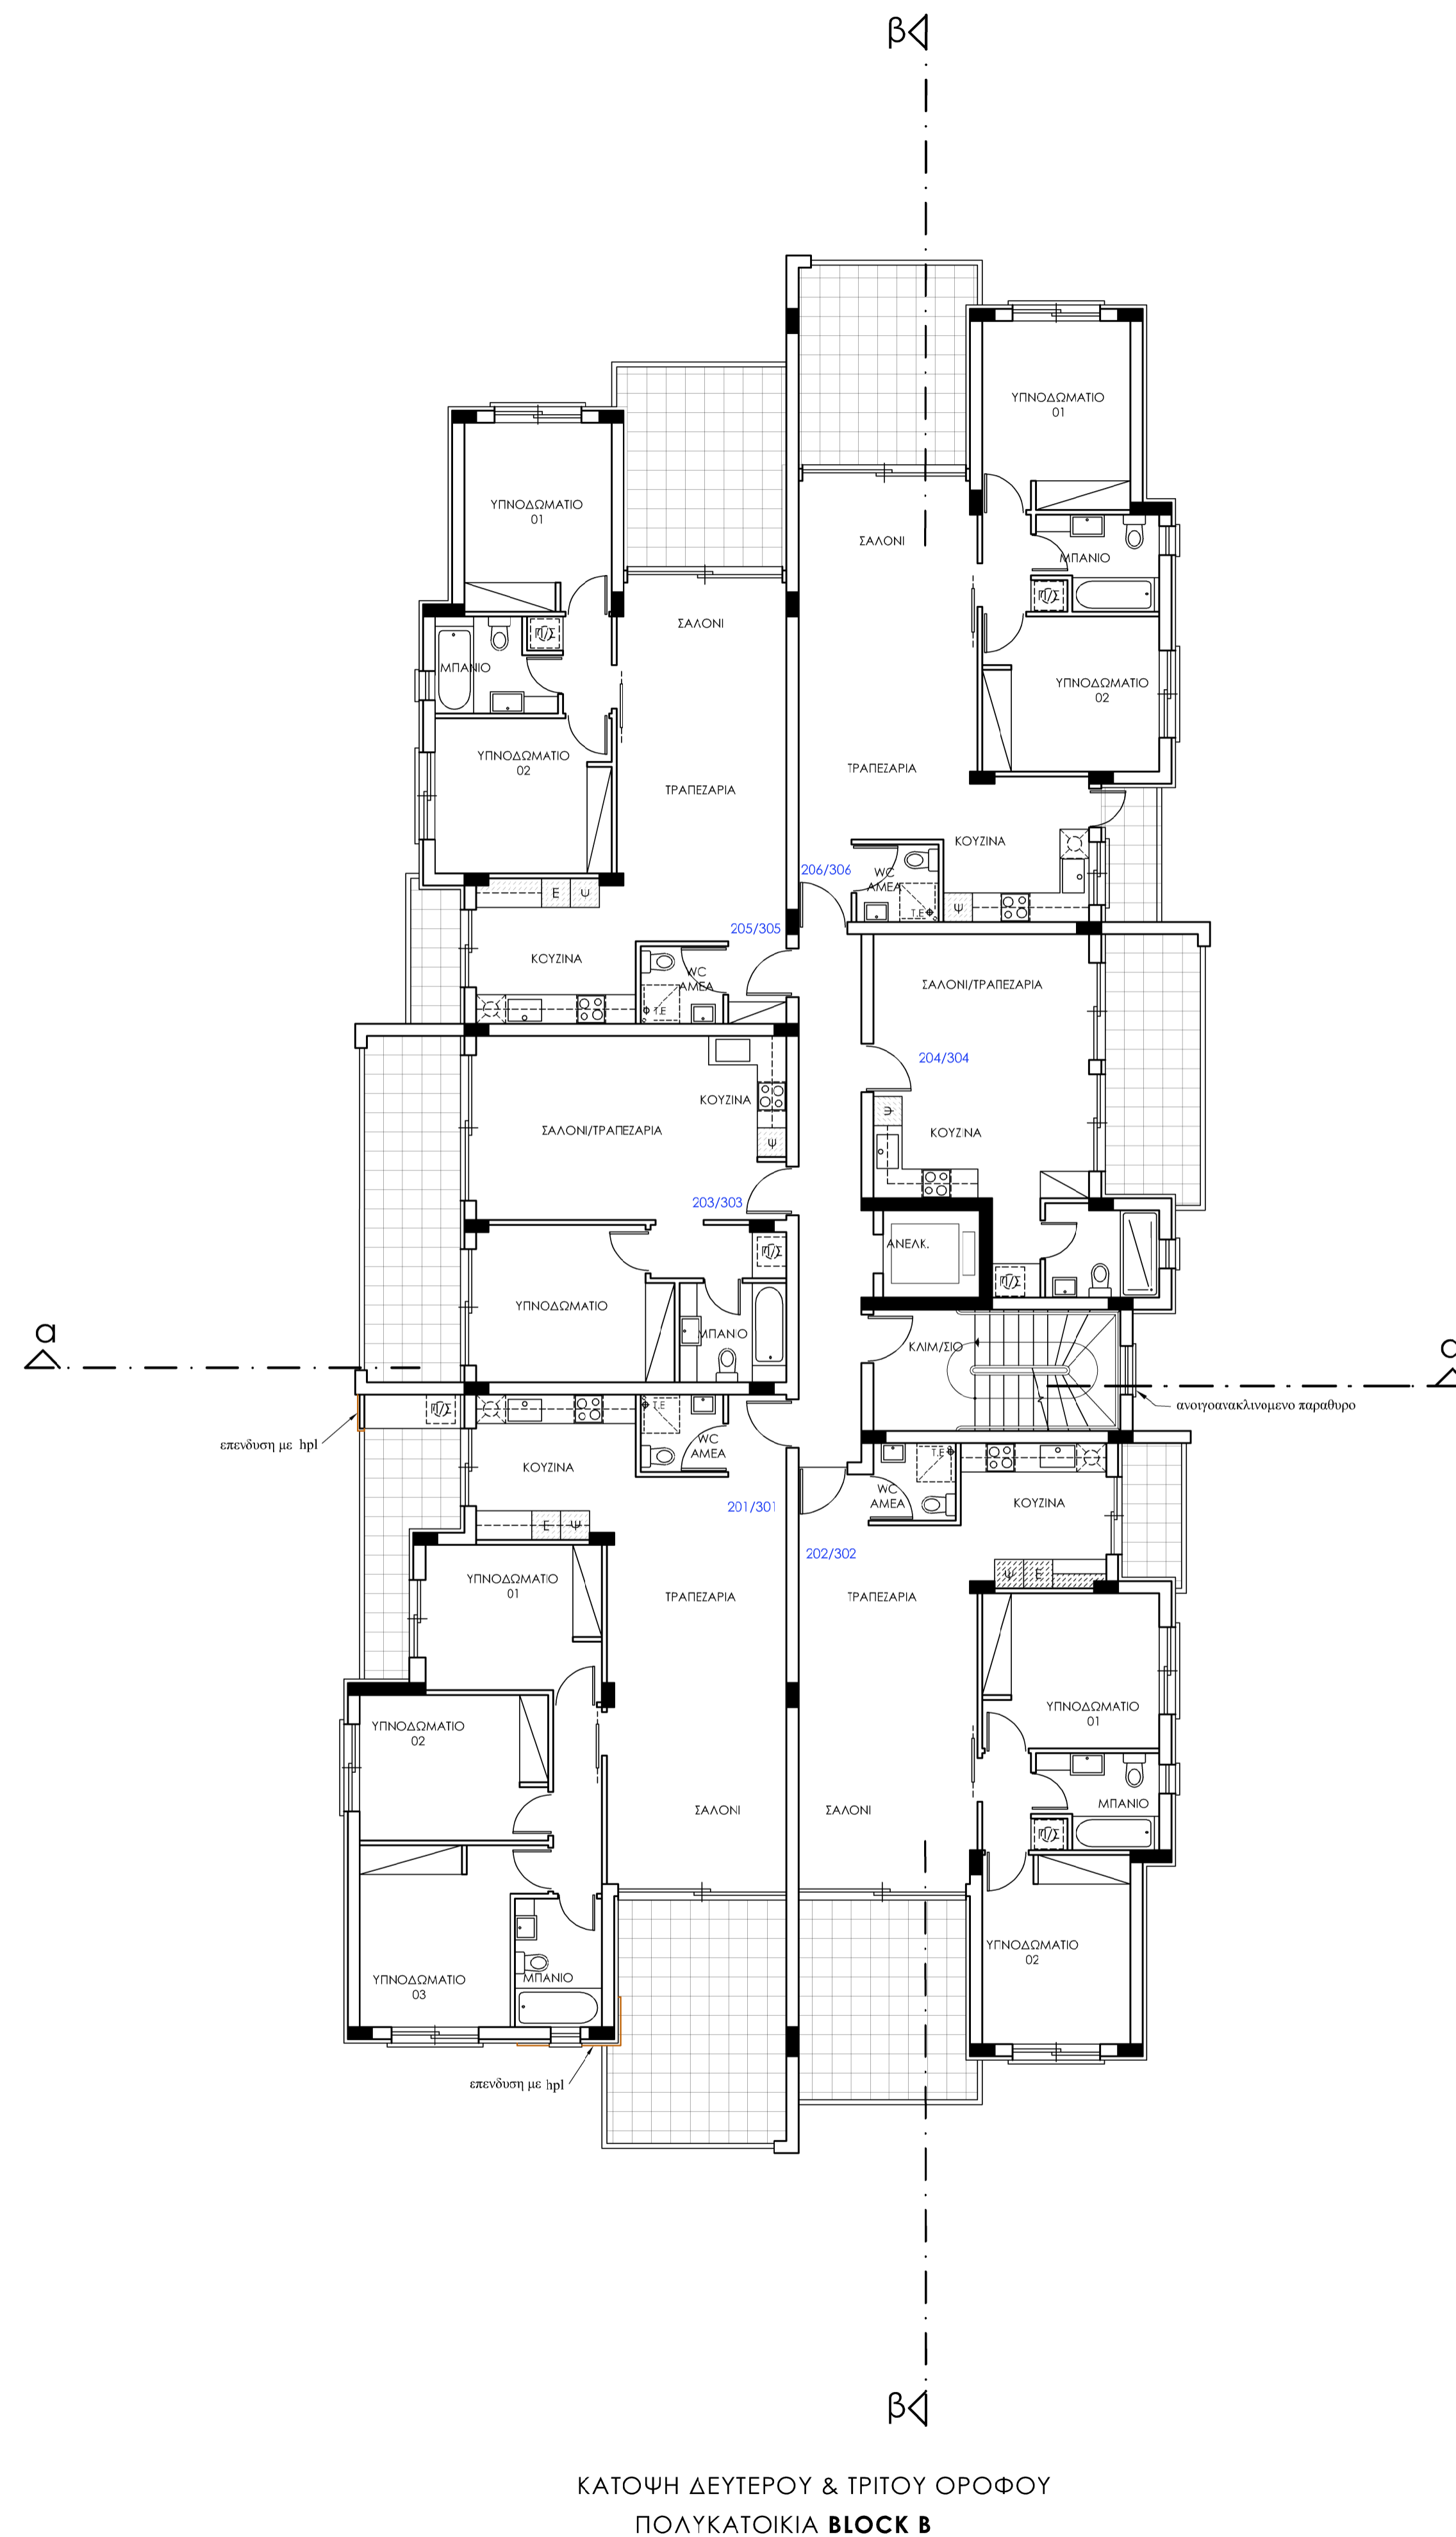 β
ΥΠΝΟΔΩΜΑΤΙΟ
01
ΥΠΝΟΔΩΜΑΤΙΟ
01
ΣΑΛΟΝΙ
ΜΠΑΝΙΟ
Π/Σ
ΣΑΛΟΝΙ
Π/Σ
ΜΠΑΝΙΟ
ΥΠΝΟΔΩΜΑΤΙΟ
02
ΥΠΝΟΔΩΜΑΤΙΟ
02
ΤΡΑΠΕΖΑΡΙΑ
ΤΡΑΠΕΖΑΡΙΑ
ΚΟΥΖΙΝΑ
206/306
WC
ΑΜΕΑ
Τ.Ε
Ψ
Ε
Ψ
205/305
ΚΟΥΖΙΝΑ
WC
ΑΜΕΑ
Τ.Ε
ΣΑΛΟΝΙ/ΤΡΑΠΕΖΑΡΙΑ
204/304
ΚΟΥΖΙΝΑ
Ψ
ΣΑΛΟΝΙ/ΤΡΑΠΕΖΑΡΙΑ
ΚΟΥΖΙΝΑ
Ψ
203/303
ΑΝΕΛΚ.
Π/Σ
Π/Σ
ΥΠΝΟΔΩΜΑΤΙΟ
ΜΠΑΝΙΟ
ΚΛΙΜ/ΣΙΟ
α
α
ανοιγοανακλινομενο παραθυρο
Π/Σ
επενδυση με hpl
Τ.Ε
WC
ΑΜΕΑ
ΚΟΥΖΙΝΑ
201/301
Ε
Ψ
Τ.Ε
WC
ΑΜΕΑ
ΚΟΥΖΙΝΑ
202/302
Ψ
Ε
ΥΠΝΟΔΩΜΑΤΙΟ
01
ΤΡΑΠΕΖΑΡΙΑ
ΤΡΑΠΕΖΑΡΙΑ
ΥΠΝΟΔΩΜΑΤΙΟ
01
ΥΠΝΟΔΩΜΑΤΙΟ
02
ΣΑΛΟΝΙ
ΣΑΛΟΝΙ
ΜΠΑΝΙΟ
Π/Σ
ΥΠΝΟΔΩΜΑΤΙΟ
02
ΥΠΝΟΔΩΜΑΤΙΟ
03
ΜΠΑΝΙΟ
επενδυση με hpl
β
ΚΑΤΟΨΗ ΔΕΥΤΕΡΟΥ & ΤΡΙΤΟΥ ΟΡΟΦΟΥ
ΠΟΛΥΚΑΤΟΙΚΙΑ BLOCK B